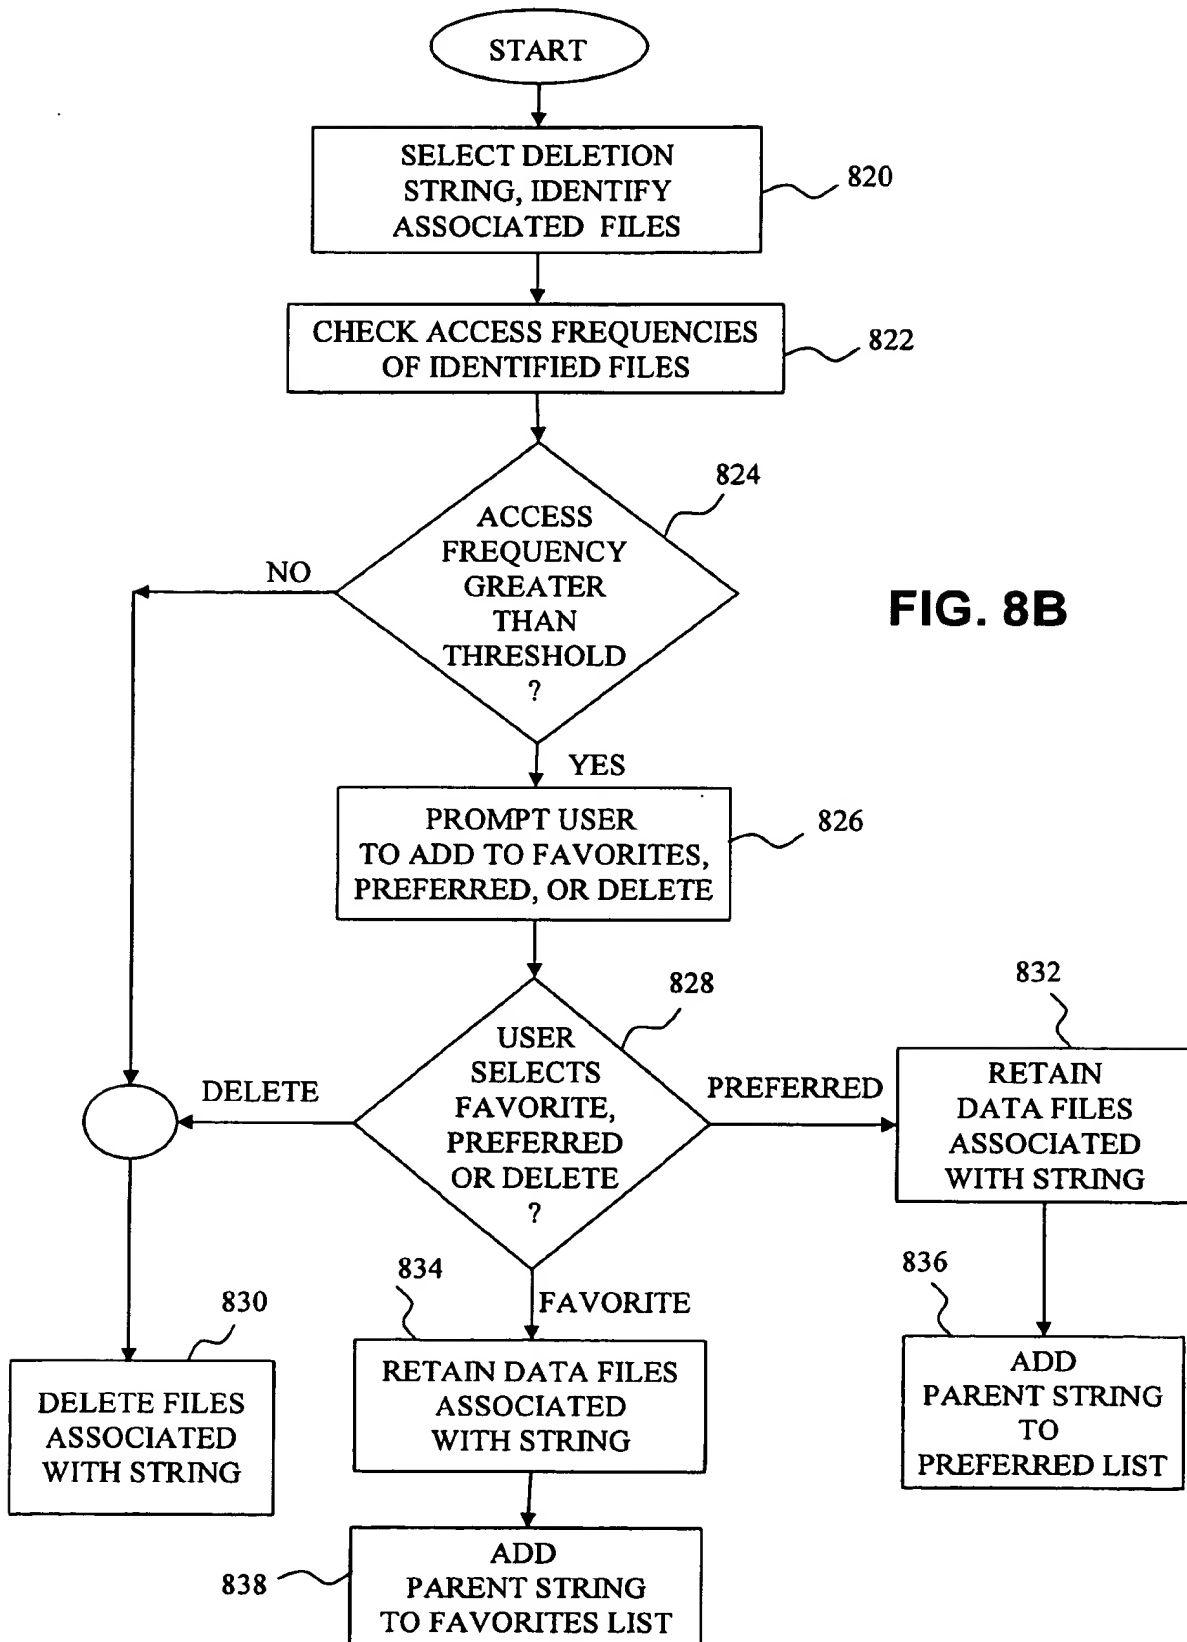 START
SELECT DELETION
STRING, IDENTIFY
ASSOCIATED FILES
820
CHECK ACCESS FREQUENCIES
OF IDENTIFIED FILES
822
824
ACCESS
FREQUENCY
GREATER
THAN
THRESHOLD
?
NO
FIG. 8B
YES
PROMPT USER
TO ADD TO FAVORITES,
PREFERRED, OR DELETE
826
828
USER
SELECTS
FAVORITE,
PREFERRED
OR DELETE
?
DELETE
PREFERRED
832
RETAIN
DATA FILES
ASSOCIATED
WITH STRING
834
FAVORITE
836
830
DELETE FILES
ASSOCIATED
WITH STRING
RETAIN DATA FILES
ASSOCIATED
WITH STRING
ADD
PARENT STRING
TO
PREFERRED LIST
838
ADD
PARENT STRING
TO FAVORITES LIST